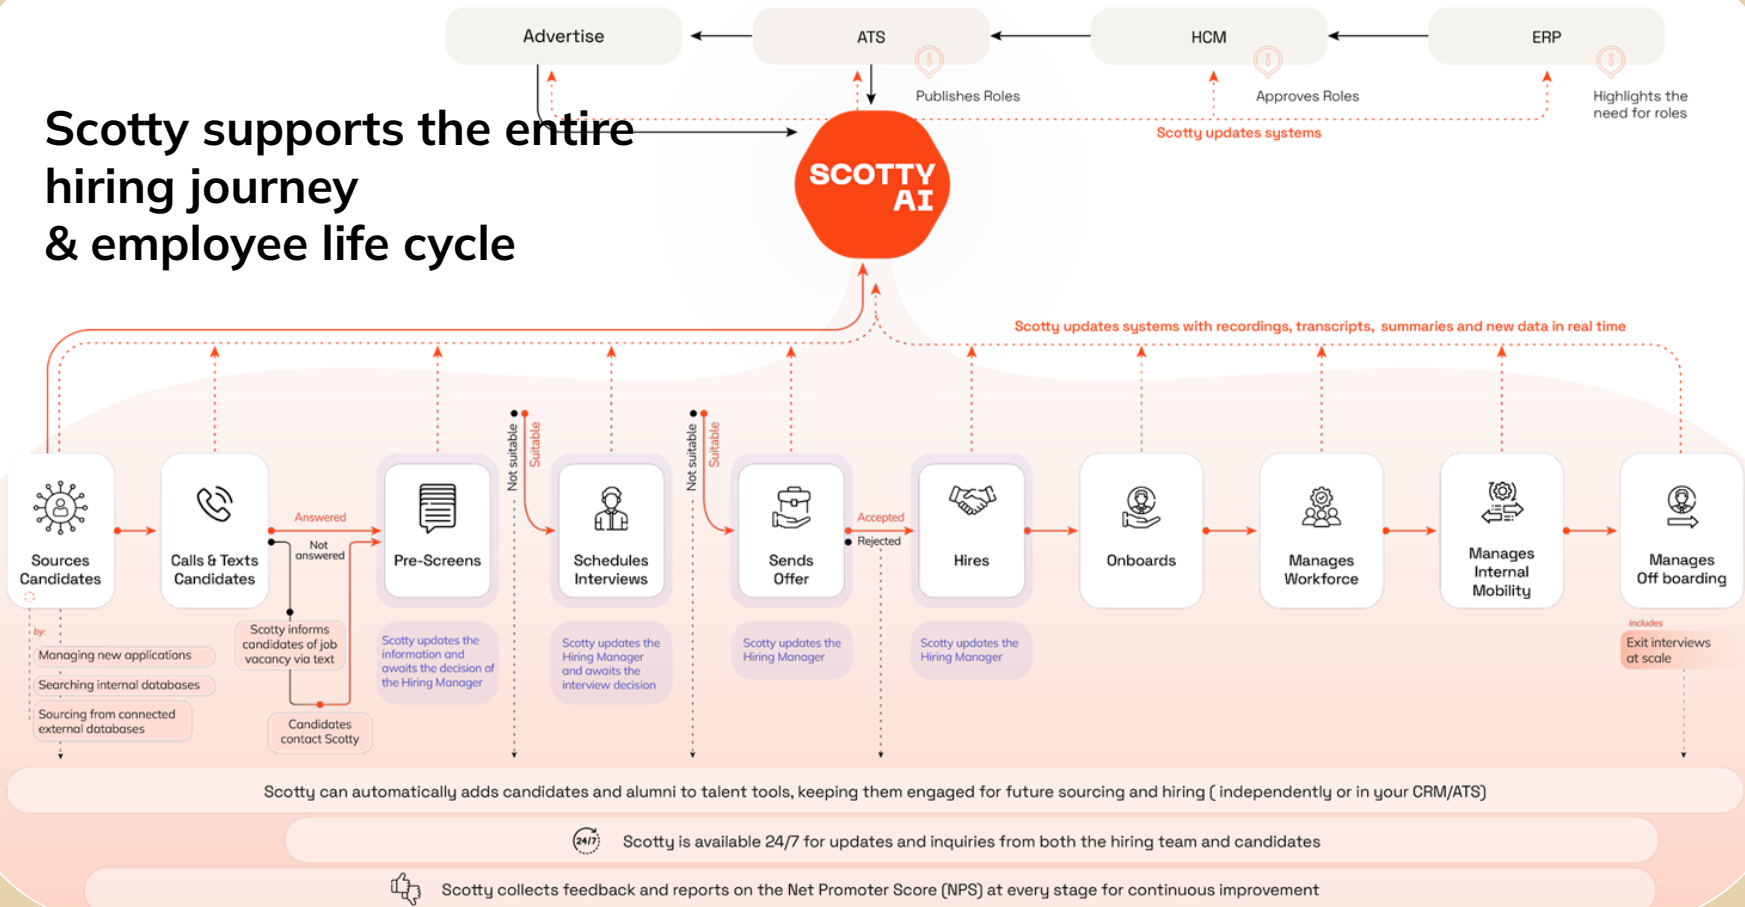 Advertise
ATS
HCM
ERP
Publishes Roles
Approves Roles
Highlights the
need for roles
Scotty updates systems
Scotty supports the entire
hiring journey
& employee life cycle
SCOTTY
AI
Scotty updates systems with recordings, transcripts, summaries and new data in real time
Not suitable
Suitable
Not suitable
Suitable
Sources
Candidates
Calls & Texts
Candidates
Answered
Not
answered
Pre-Screens
Schedules
Interviews
Sends
Offer
Accepted
Rejected
Hires
Onboards
Manages
Workforce
Manages
Internal
Mobility
Manages
Off boarding
by:
Managing new applications
Searching internal databases
Sourcing from connected
external databases
Scotty informs
candidates of job
vacancy via text
Candidates
contact Scotty
Scotty updates the
information and
awaits the decision of
the Hiring Manager
Scotty updates the
Hiring Manager
and awaits the
interview decision
Scotty updates the
Hiring Manager
Scotty updates the
Hiring Manager
includes
Exit interviews
at scale
Scotty can automatically adds candidates and alumni to talent tools, keeping them engaged for future sourcing and hiring ( independently or in your CRM/ATS)
24/7
Scotty is available 24/7 for updates and inquiries from both the hiring team and candidates
Scotty collects feedback and reports on the Net Promoter Score (NPS) at every stage for continuous improvement